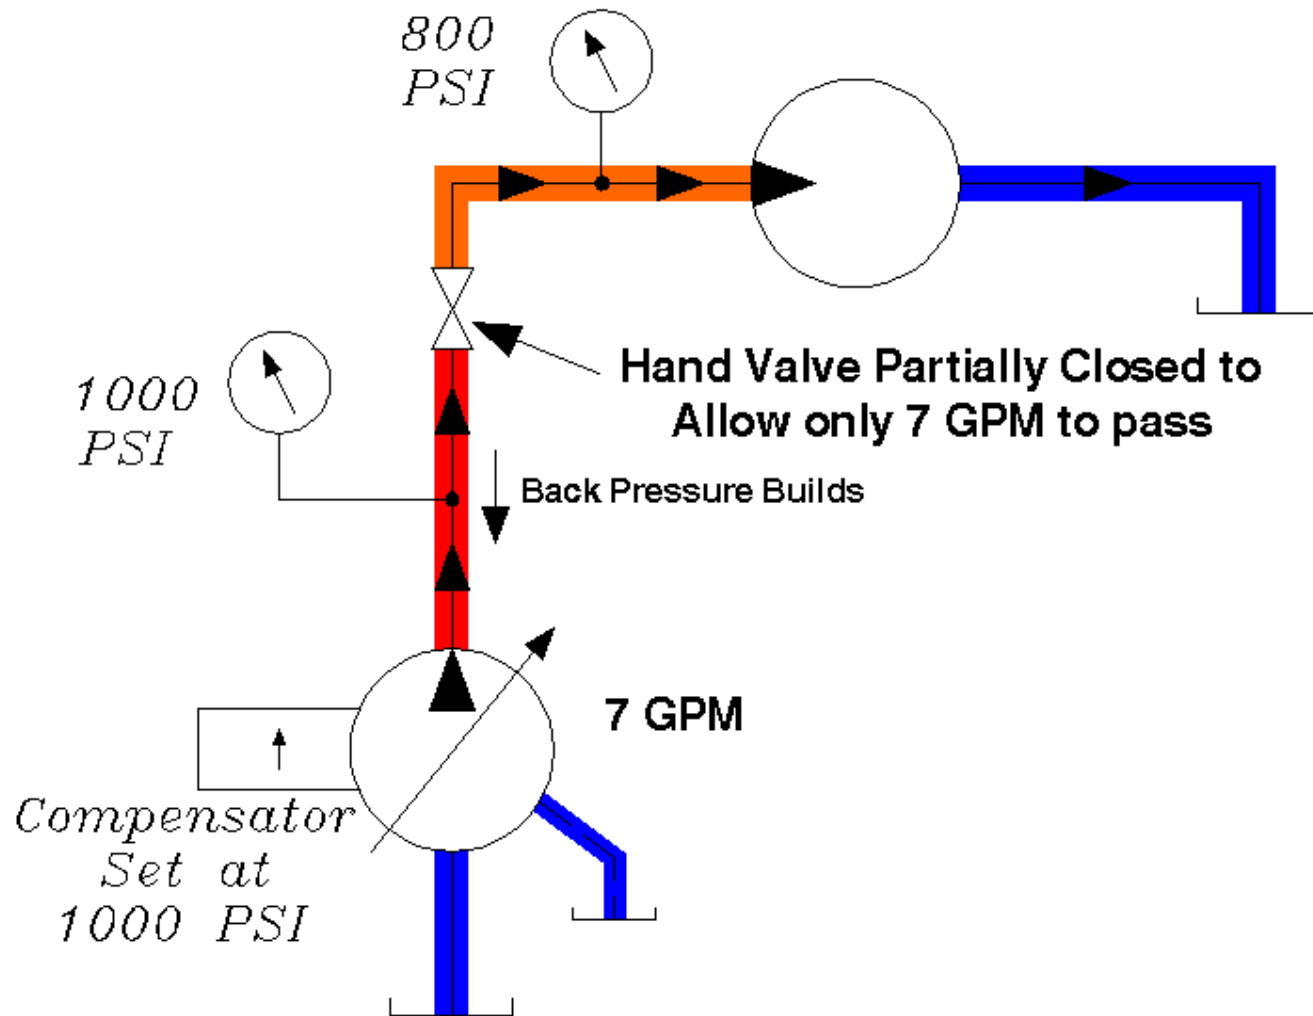 800
PSI
Hand Valve Partially Closed to
Allow only 7 GPM to pass
1000
PSI
Back Pressure Builds
7 GPM
Compensator
Set at
1000 PSI